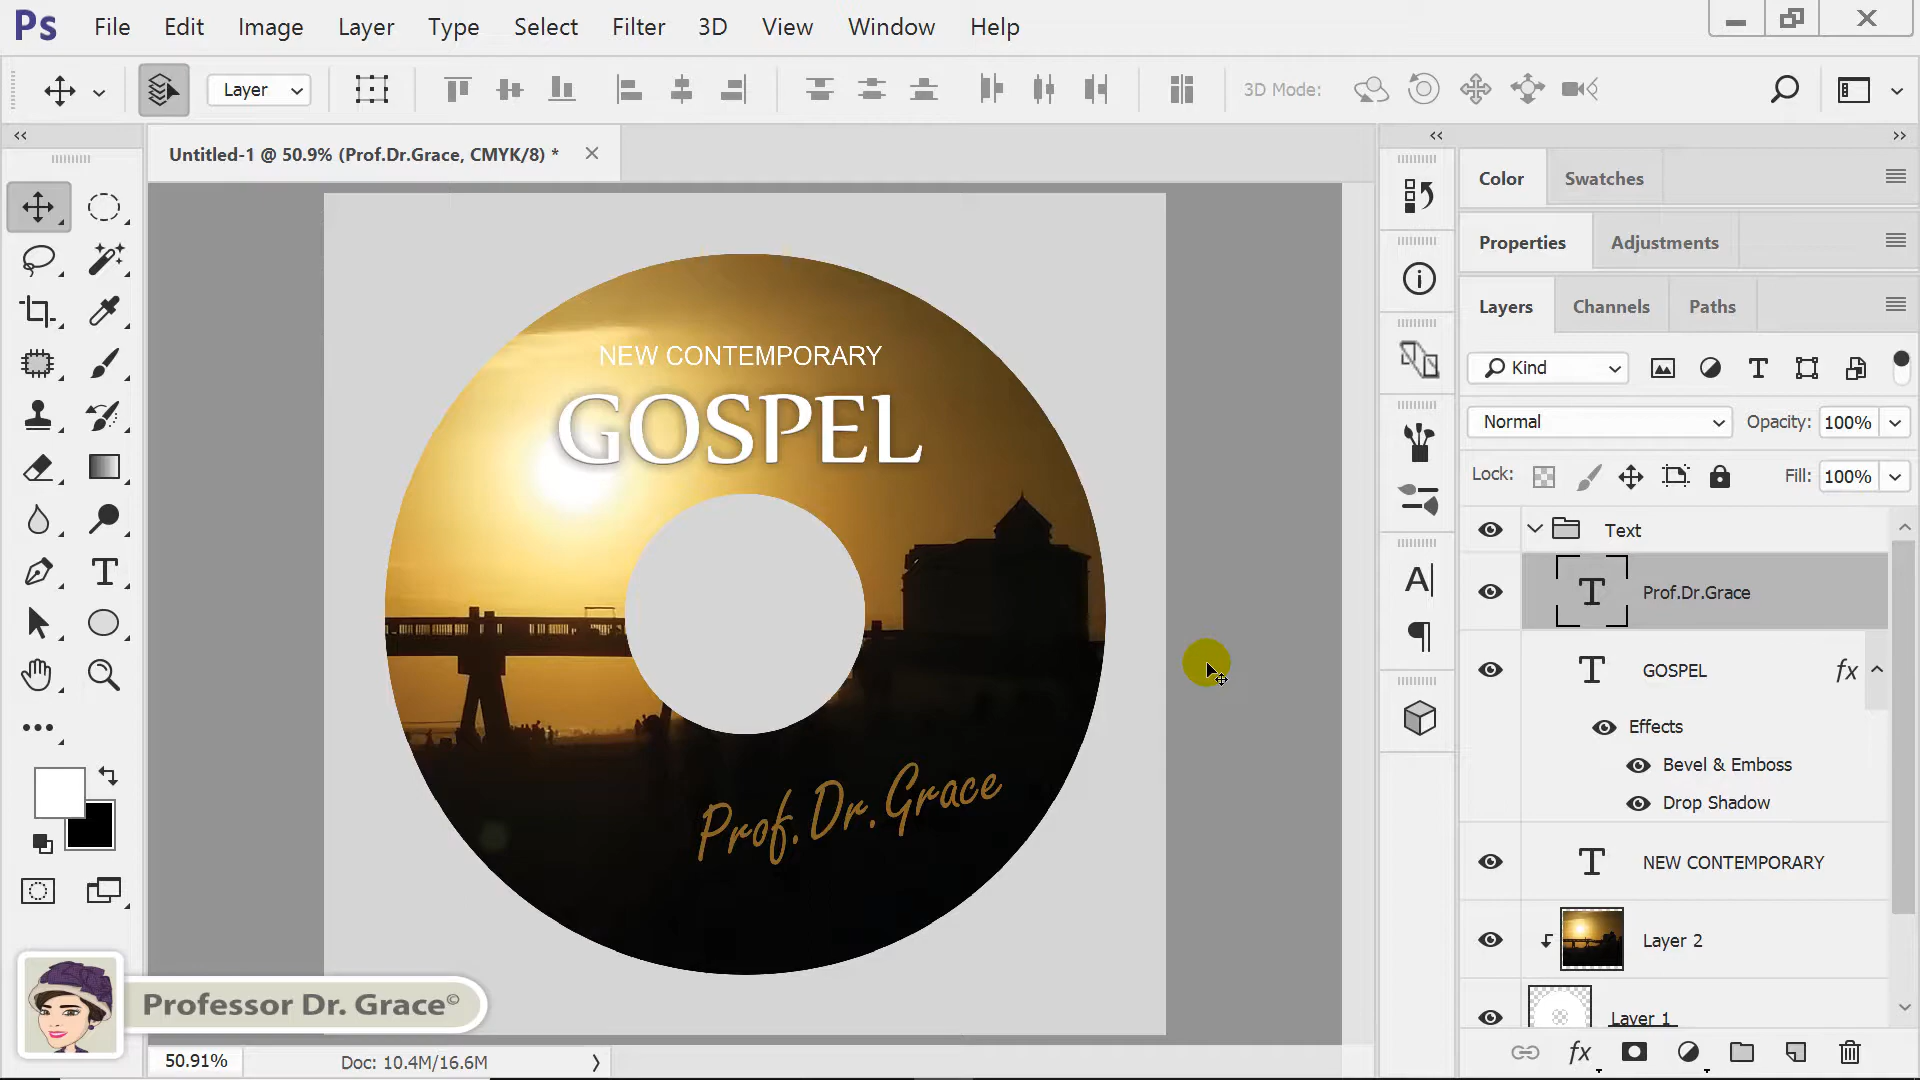 Ps File Edit Image Layer Type Select Filter 3D View Window Help
Layer 3D Mode:
Untitled-1 @ 50.9% (Prof.Dr.Grace, CMYK/8) *
Color Swatches
Properties Adjustments
Layers Channels Paths
Kind
Normal Opacity: 100%
Lock: Fill: 100%
Text
Prof.Dr.Grace
GOSPEL fx
Effects
Bevel & Emboss
Drop Shadow
NEW CONTEMPORARY
Layer 2
Layer 1
fx
NEW CONTEMPORARY
GOSPEL
Prof.Dr.Grace
Professor Dr. Grace©
50.91% Doc: 10.4M/16.6M